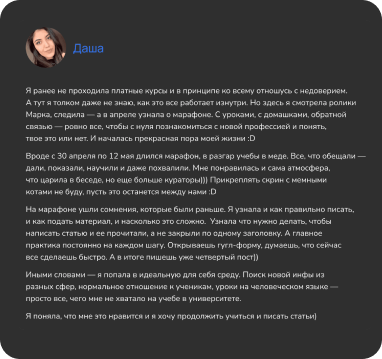 Даша
Я ранее не проходила платные курсы и в принципе ко всему отношусь с недоверием.
А тут я толком даже не знаю, как это все работает изнутри. Но здесь я смотрела ролики
Марка, следила — а в апреле узнала о марафоне. С уроками, с домашками, обратной
связью — ровно все, чтобы с нуля познакомиться с новой профессией и понять,
твое это или нет. И началась прекрасная пора моей жизни :D
Вроде с 30 апреля по 12 мая длился марафон, в разгар учебы в меде. Все, что обещали —
дали, показали, научили и даже похвалили. Мне понравилась и сама атмосфера,
что царила в беседе, но еще больше кураторы))) Прикреплять скрин с мемными
котами не буду, пусть это останется между нами :D
На марафоне ушли сомнения, которые были раньше. Я узнала и как правильно писать,
и как подать материал, и насколько это сложно. Узнала что нужно делать, чтобы
написать статью и ее прочитали, а не закрыли по одному заголовку. А главное
практика постоянно на каждом шагу. Открываешь гугл-форму, думаешь, что сейчас
все сделаешь быстро. А в итоге пишешь уже четвертый пост))
Иными словами — я попала в идеальную для себя среду. Поиск новой инфы из
разных сфер, нормальное отношение к ученикам, уроки на человеческом языке —
просто все, чего мне не хватало на учебе в университете.
Я поняла, что мне это нравится и я хочу продолжить учиться и писать статьи)